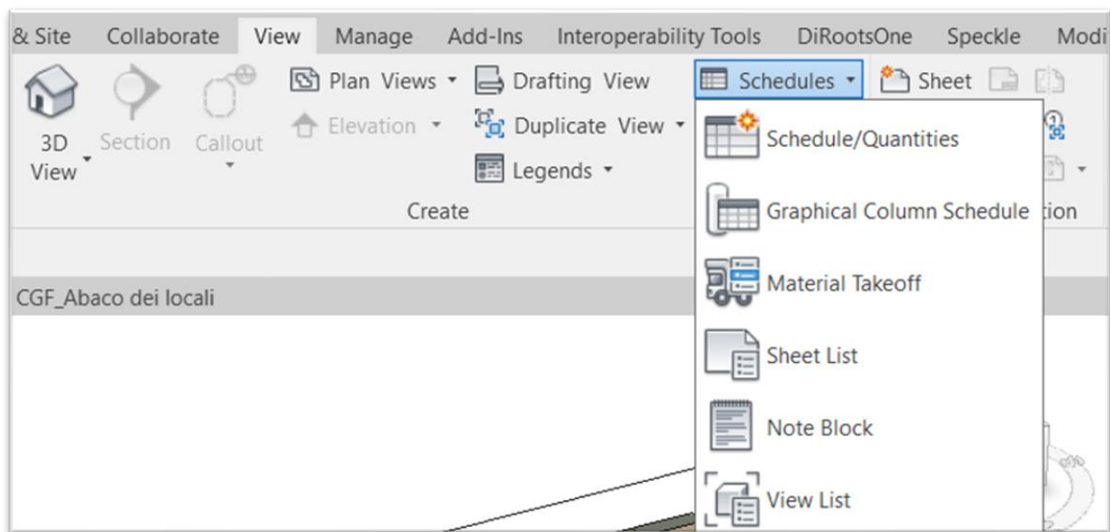 & Site Collaborate View Manage Add-Ins Interoperability Tools DiRootsOne Speckle Modi
3D View
Section
Callout
Plan Views
Elevation
Drafting View
Duplicate View
Legends
Schedules
Sheet
Create
tion
Schedule/Quantities
Graphical Column Schedule
Material Takeoff
Sheet List
Note Block
View List
CGF_Abaco dei locali